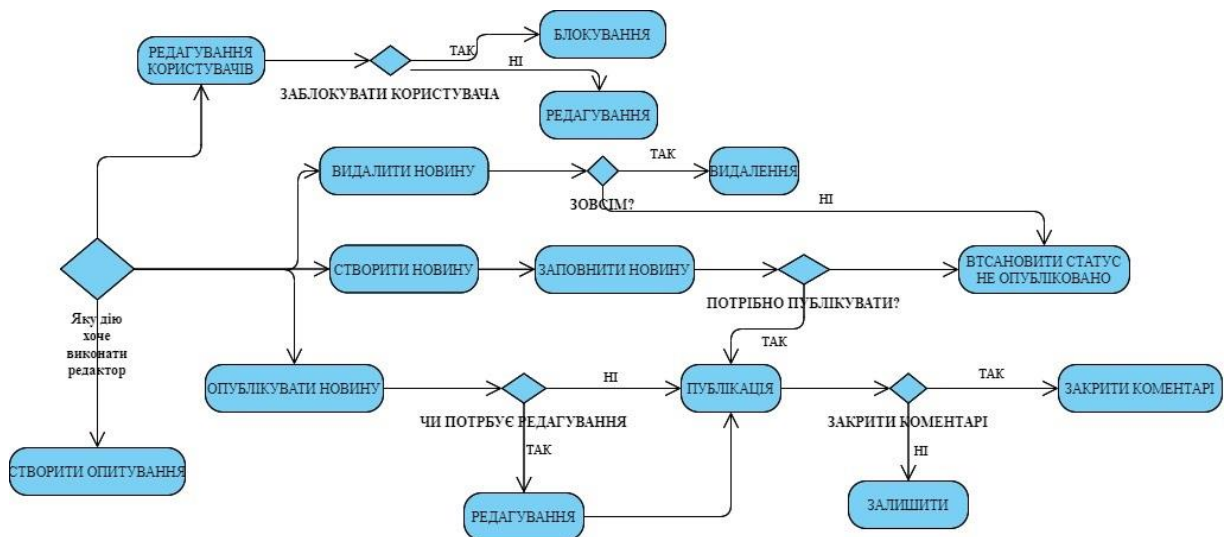 БЛОКУВАННЯ
РЕДАГУВАННЯ
КОРИСТУВАЧІВ
ТАК
НІ
ЗАБЛОКУВАТИ КОРИСТУВАЧА
РЕДАГУВАННЯ
ВИДАЛИТИ НОВИНУ
ТАК
ВИДАЛЕННЯ
ЗОВСІМ?
НІ
СТВОРИТИ НОВИНУ
ЗАПОВНИТИ НОВИНУ
ВТСАНОВИТИ СТАТУС
НЕ ОПУБЛІКОВАНО
ПОТРІБНО ПУБЛІКУВАТИ?
Яку дію
хоче
виконати
редактор
ТАК
ОПУБЛІКУВАТИ НОВИНУ
НІ
ПУБЛІКАЦІЯ
ТАК
ЗАКРИТИ КОМЕНТАРІ
ЧИ ПОТРБУЄ РЕДАГУВАННЯ
ЗАКРИТИ КОМЕНТАРІ
ТАК
НІ
СТВОРИТИ ОПИТУВАННЯ
РЕДАГУВАННЯ
ЗАЛИШИТИ